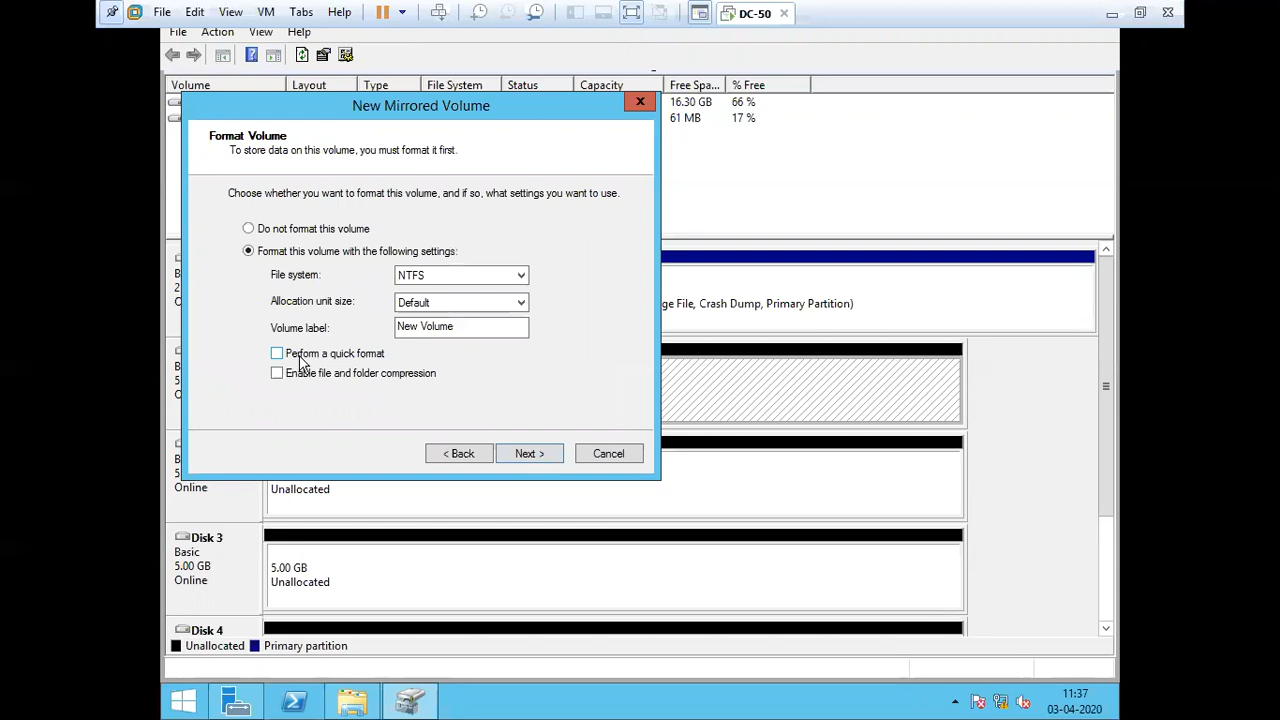 File Edit View VM Tabs Help DC-50
File Action View Help
Volume Layout Type File System Status Capacity Free Spa... % Free
16.30 GB 66 %
61 MB 17 %
New Mirrored Volume
Format Volume
To store data on this volume, you must format it first.
Choose whether you want to format this volume, and if so, what settings you want to use.
Do not format this volume
Format this volume with the following settings:
File system: NTFS
Allocation unit size: Default
Volume label: New Volume
Perform a quick format
Enable file and folder compression
< Back Next > Cancel
ge File, Crash Dump, Primary Partition)
Online
Unallocated
Disk 3
Basic
5.00 GB
Online
5.00 GB
Unallocated
Disk 4
Unallocated Primary partition
11:37
03-04-2020